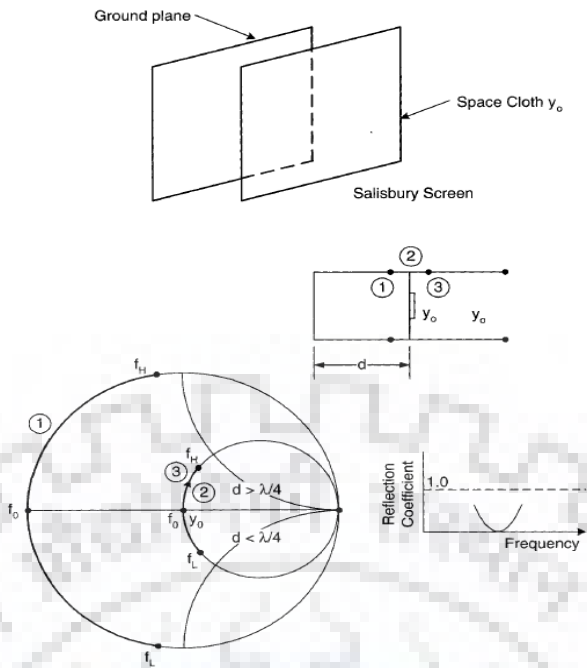 Ground plane
Space Cloth y₀
Salisbury Screen
②
① ③
y₀ y₀
d
f_H
①
f_H
③
②
d > λ/4
f₀ f₀ y₀
d < λ/4
f_L
f_L
1.0
Reflection
Coefficient
Frequency